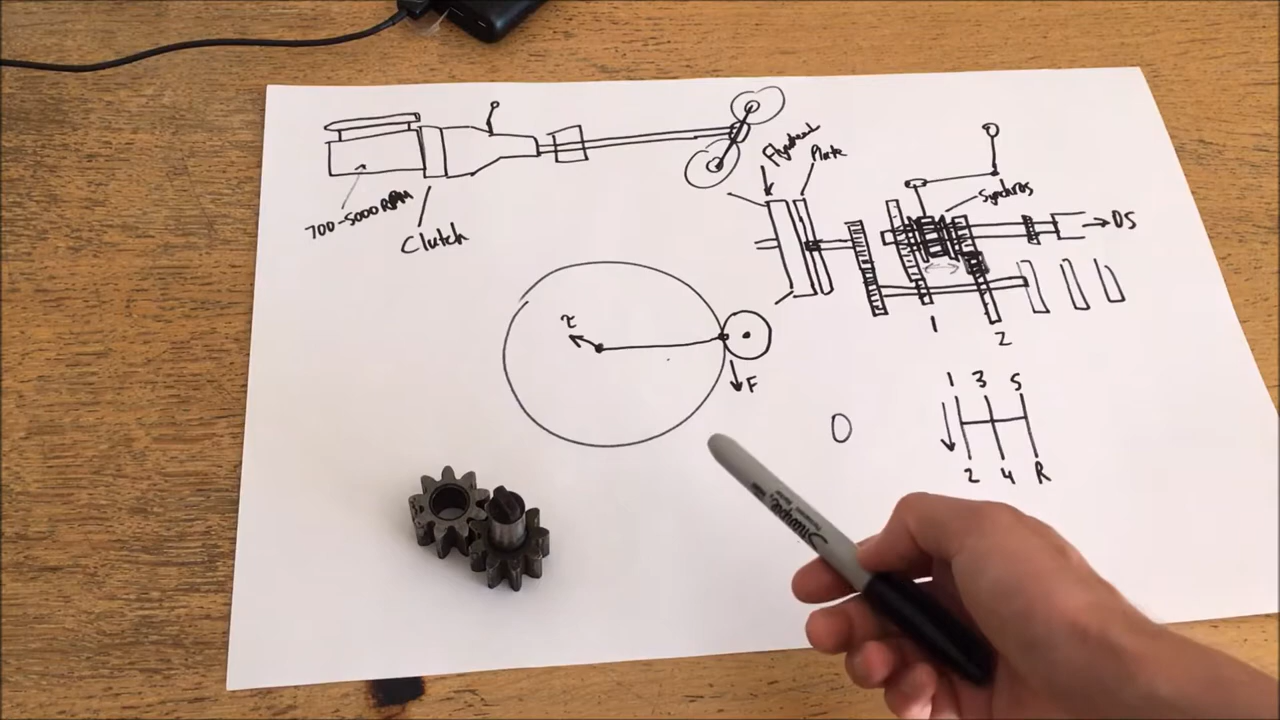 700-5000 RPM
Clutch
Flywheel
Plate
Synchros
DS
1
2
τ
F
1 3 5
2 4 R
Sharpie